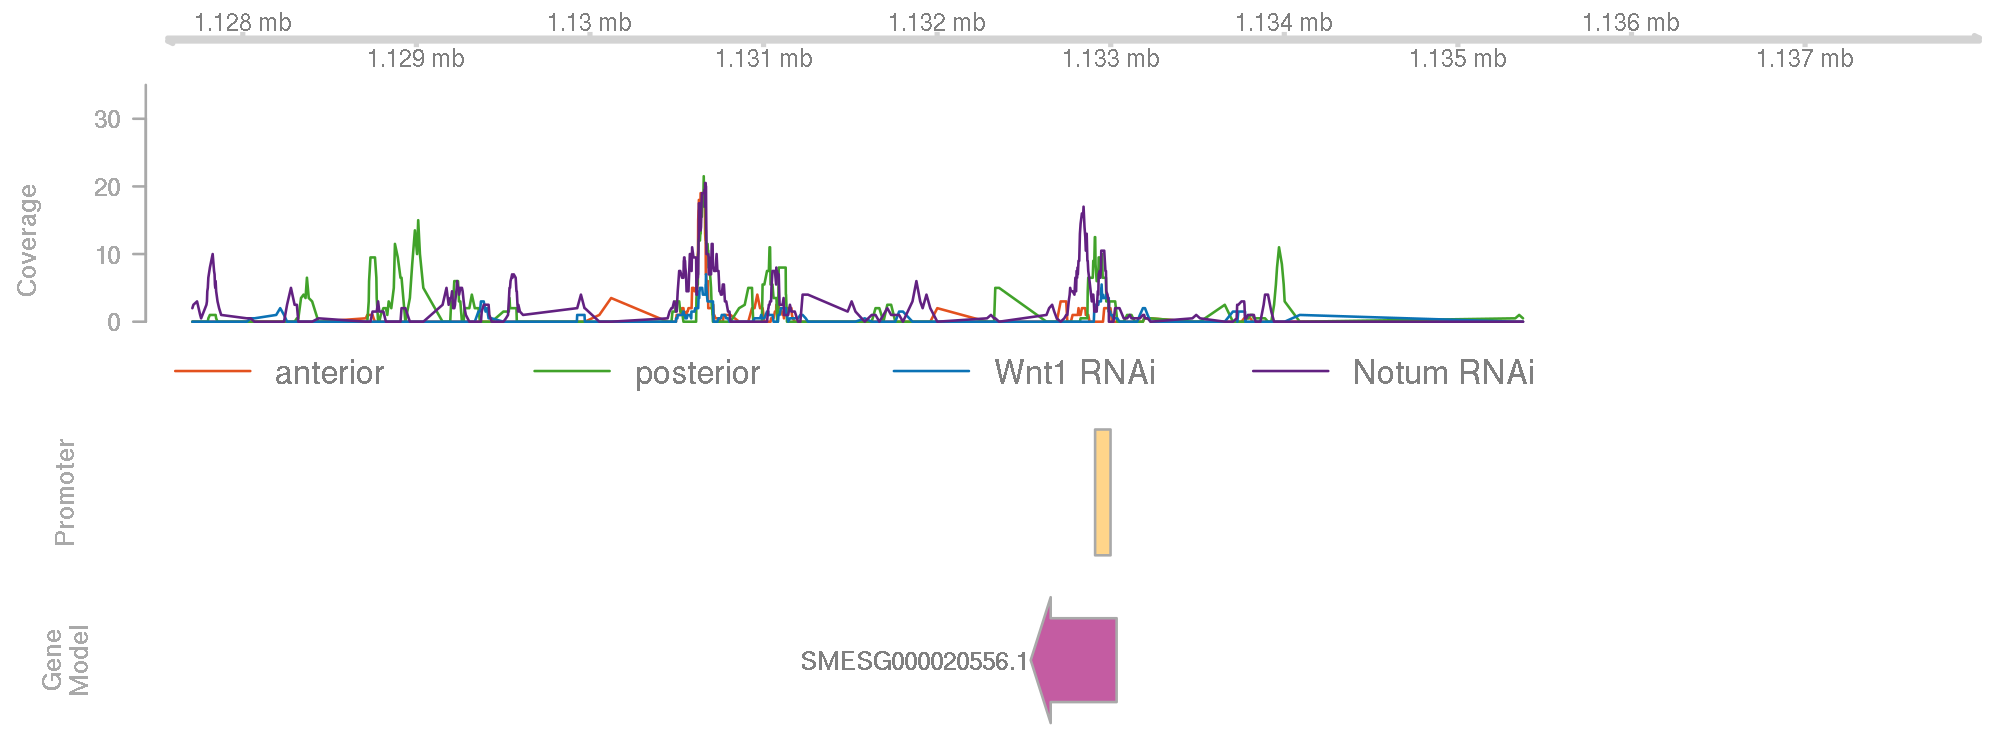 1.128 mb 1.13 mb 1.132 mb 1.134 mb 1.136 mb
1.129 mb 1.131 mb 1.133 mb 1.135 mb 1.137 mb
Coverage
30
20
10
0
anterior posterior Wnt1 RNAi Notum RNAi
Promoter
Gene
Model
SMESG000020556.1